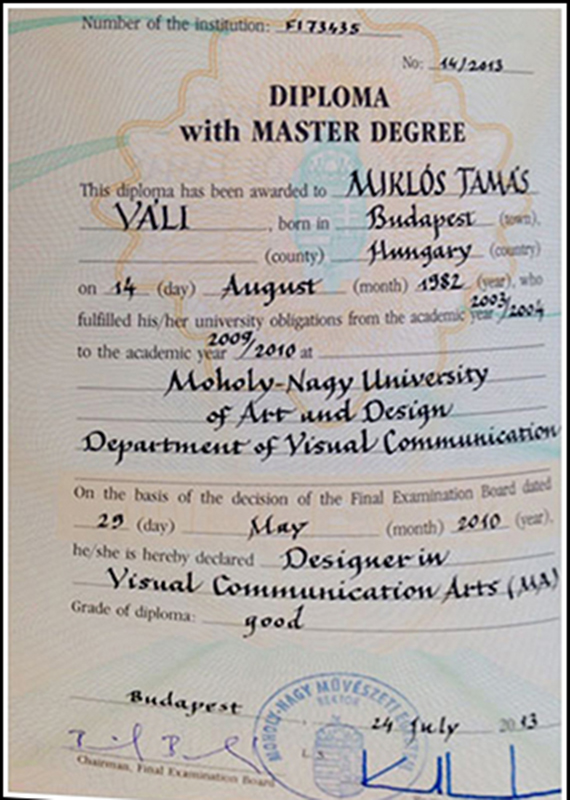 Number of the institution: FI73435
No: 14/2013
DIPLOMA
with MASTER DEGREE
This diploma has been awarded to MIKLÓS TAMÁS
VÁLI, born in Budapest (town),
(county) Hungary (country)
on 14 (day) August (month) 1982 (year), who
fulfilled his/her university obligations from the academic year 2003/2004
to the academic year 2009/2010 at
Moholy-Nagy University
of Art and Design
Department of Visual Communication
On the basis of the decision of the Final Examination Board dated
29 (day) May (month) 2010 (year),
he/she is hereby declared Designer in
Visual Communication Arts (MA)
Grade of diploma: good
Budapest 24 July 2013
MOHOLY-NAGY MŰVÉSZETI
REKTOR
Chairman, Final Examination Board